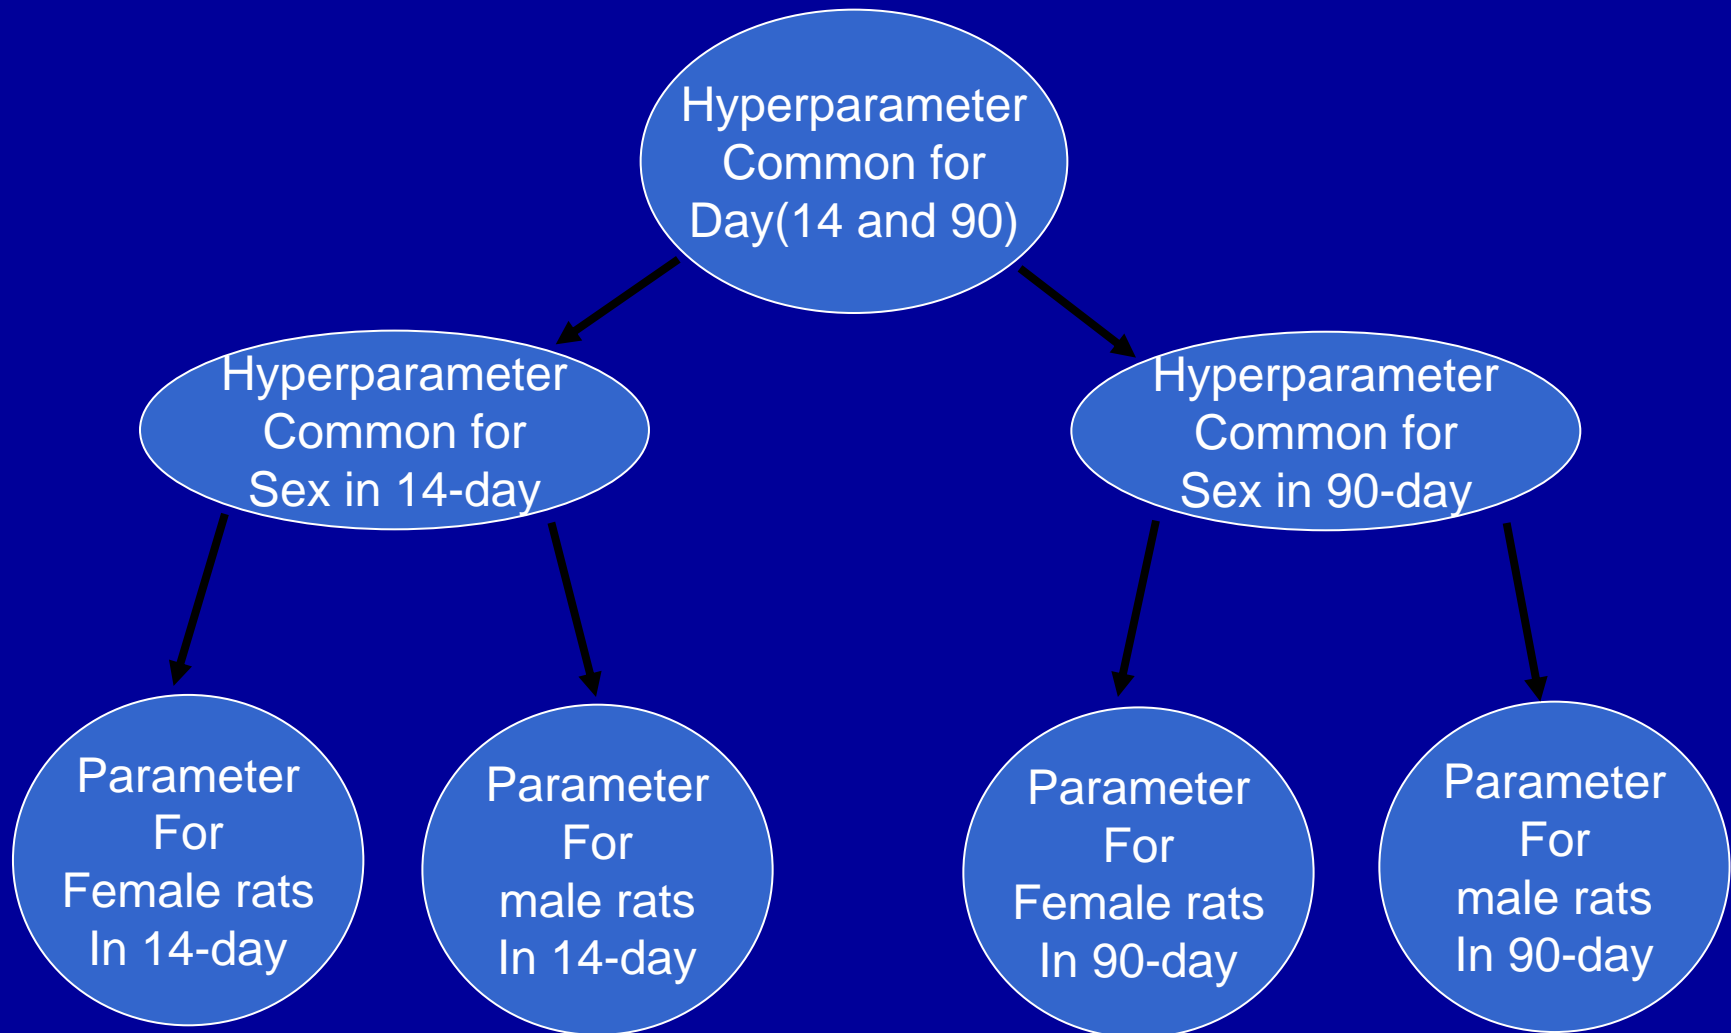 Hyperparameter
Common for
Day(14 and 90)
Hyperparameter
Common for
Sex in 14-day
Hyperparameter
Common for
Sex in 90-day
Parameter
For
Female rats
In 14-day
Parameter
For
male rats
In 14-day
Parameter
For
Female rats
In 90-day
Parameter
For
male rats
In 90-day